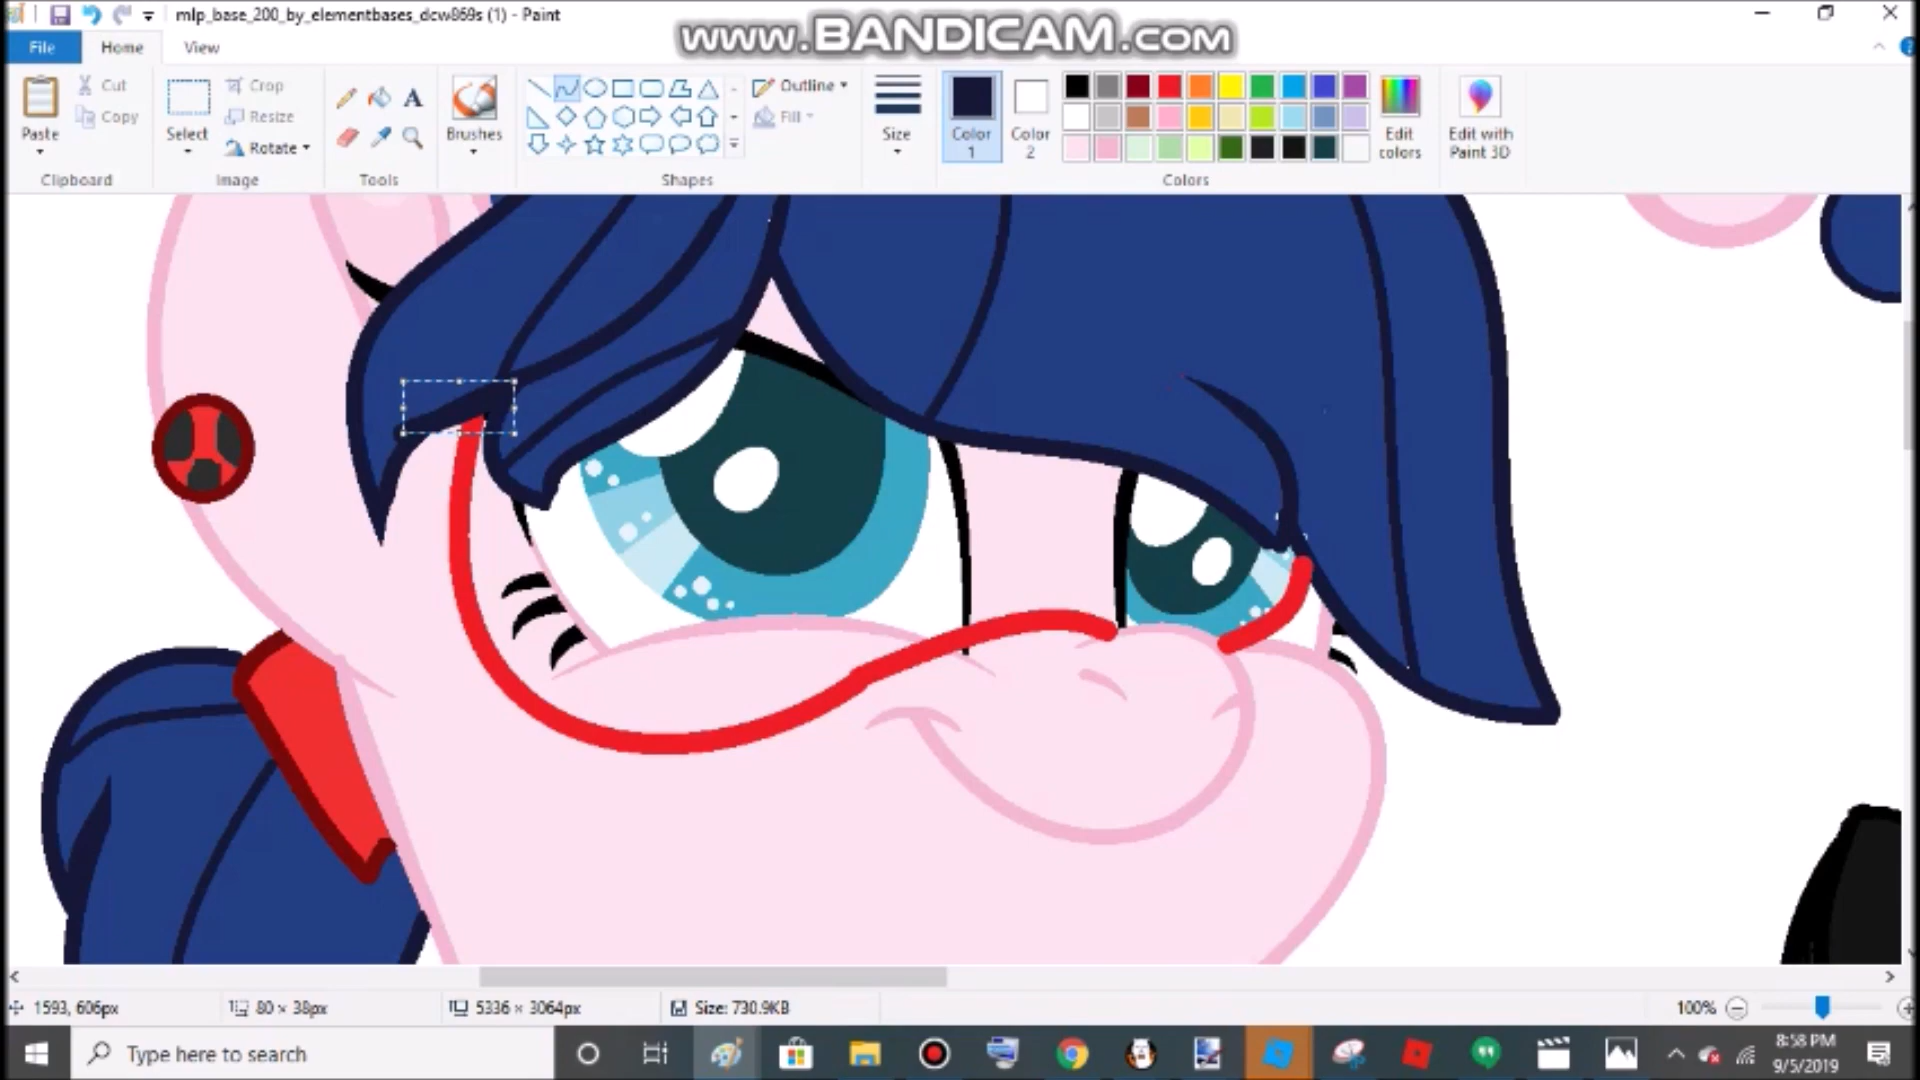 mlp_base_200_by_elementbases_dcw869s (1) - Paint
www.BANDICAM.com
File
Home
View
Paste
Cut
Copy
Clipboard
Select
Crop
Resize
Rotate
Image
A
Tools
Brushes
Outline
Fill
Shapes
Size
Color
1
Color
2
Colors
Edit
colors
Edit with
Paint 3D
1593, 606px
80 × 38px
5336 × 3064px
Size: 730.9KB
100%
Type here to search
8:58 PM
9/5/2019